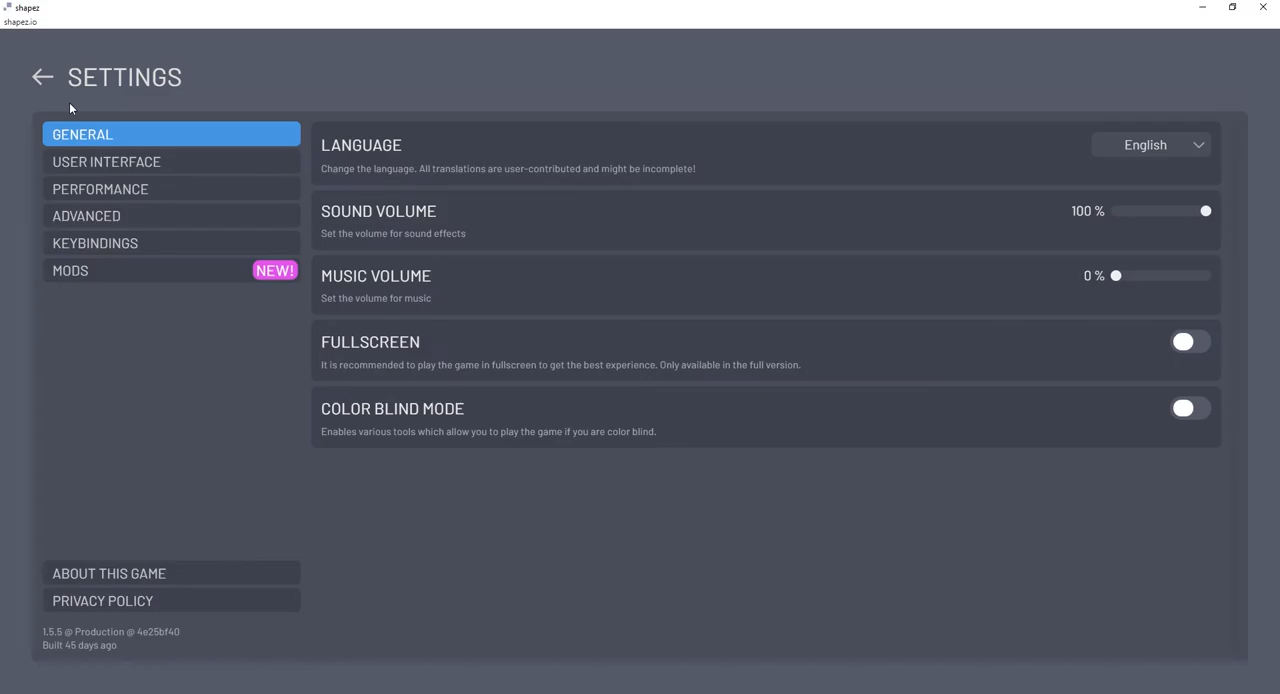 shapez
shapez.io
SETTINGS
GENERAL
USER INTERFACE
PERFORMANCE
ADVANCED
KEYBINDINGS
MODS NEW!
LANGUAGE
English
Change the language. All translations are user-contributed and might be incomplete!
SOUND VOLUME
100 %
Set the volume for sound effects
MUSIC VOLUME
0 %
Set the volume for music
FULLSCREEN
It is recommended to play the game in fullscreen to get the best experience. Only available in the full version.
COLOR BLIND MODE
Enables various tools which allow you to play the game if you are color blind.
ABOUT THIS GAME
PRIVACY POLICY
1.5.5 @ Production @ 4e25bf40
Built 45 days ago